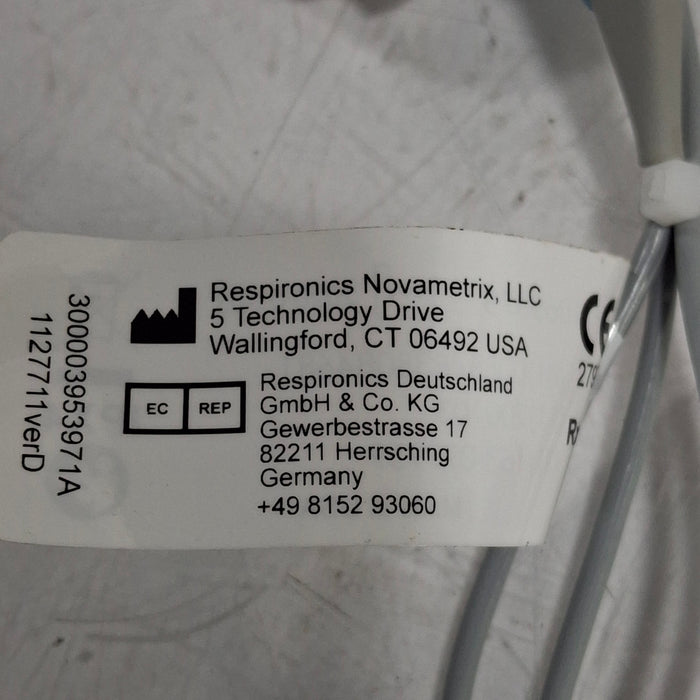 300003953971A
1127711verD
Respironics Novametrix, LLC
5 Technology Drive
Wallingford, CT 06492 USA
EC REP
Respironics Deutschland
GmbH & Co. KG
Gewerbestrasse 17
82211 Herrsching
Germany
+49 8152 93060
CE